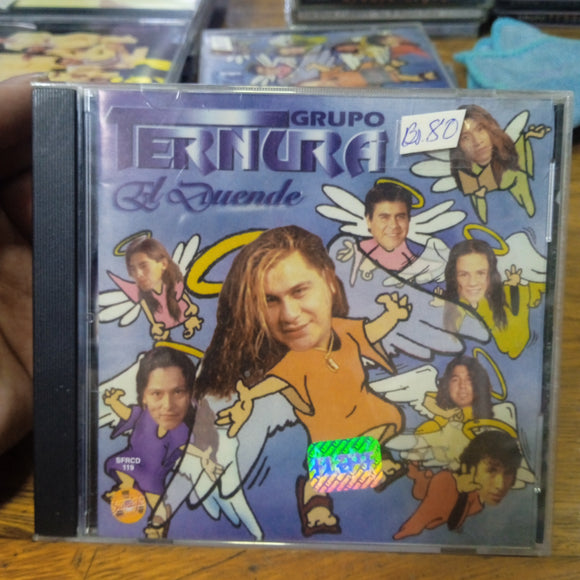 GRUPO
TERNURA
El Duende
Bs. 80
SFRCD
119